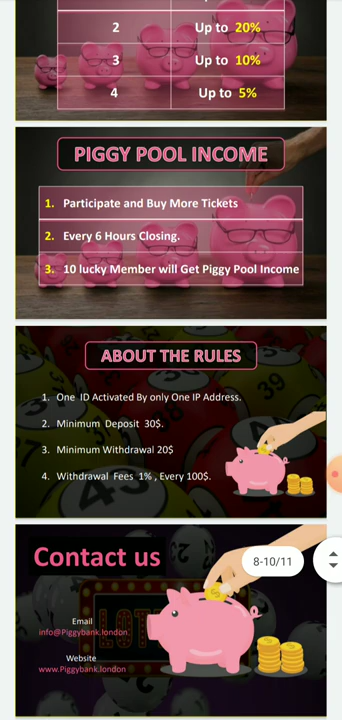 2 Up to 20%
3 Up to 10%
4 Up to 5%
PIGGY POOL INCOME
1. Participate and Buy More Tickets
2. Every 6 Hours Closing.
3. 10 lucky Member will Get Piggy Pool Income
ABOUT THE RULES
1. One ID Activated By only One IP Address.
2. Minimum Deposit 30$.
3. Minimum Withdrawal 20$
4. Withdrawal Fees 1% , Every 100$.
Contact us
8-10/11
Email
info@Piggybank.london
Website
www.Piggybank.london